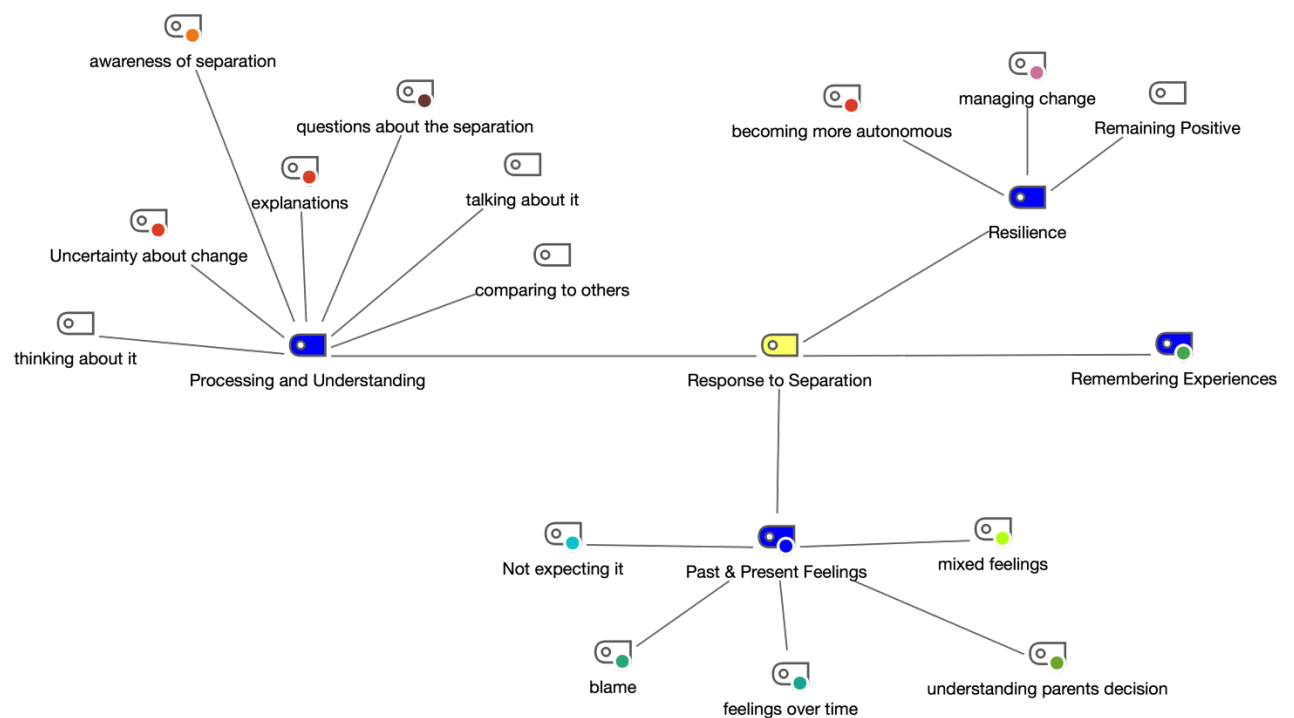 awareness of separation
managing change
questions about the separation
becoming more autonomous
Remaining Positive
explanations
talking about it
Resilience
Uncertainty about change
comparing to others
thinking about it
Processing and Understanding
Response to Separation
Remembering Experiences
Not expecting it
Past & Present Feelings
mixed feelings
blame
feelings over time
understanding parents decision